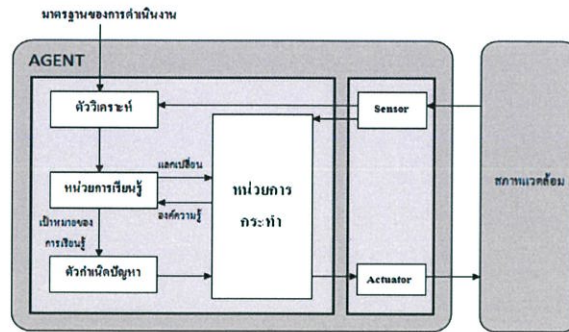 มาตรฐานของการดำเนินงาน
AGENT
ตัววิเคราะห์
Sensor
แลกเปลี่ยน
หน่วยการเรียนรู้
องค์ความรู้
หน่วยการ
กระทำ
สภาพแวดล้อม
เป้าหมายของ
การเรียนรู้
ตัวกำเนิดปัญหา
Actuator